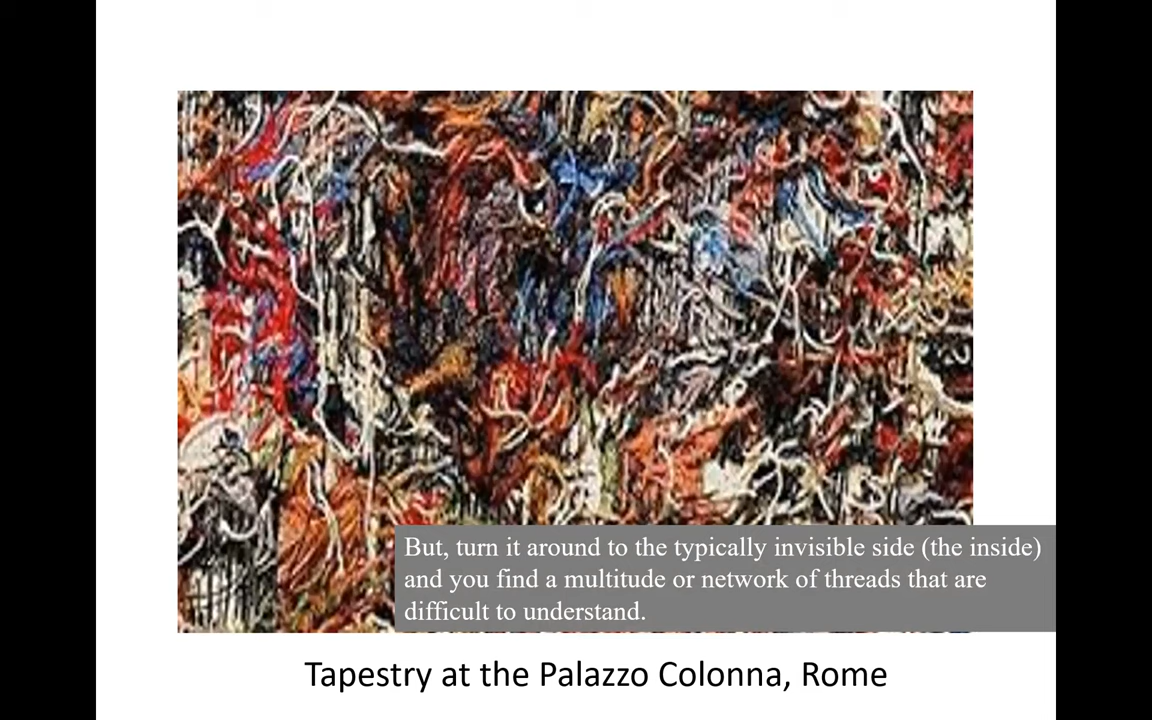 But, turn it around to the typically invisible side (the inside)
and you find a multitude or network of threads that are
difficult to understand.
Tapestry at the Palazzo Colonna, Rome